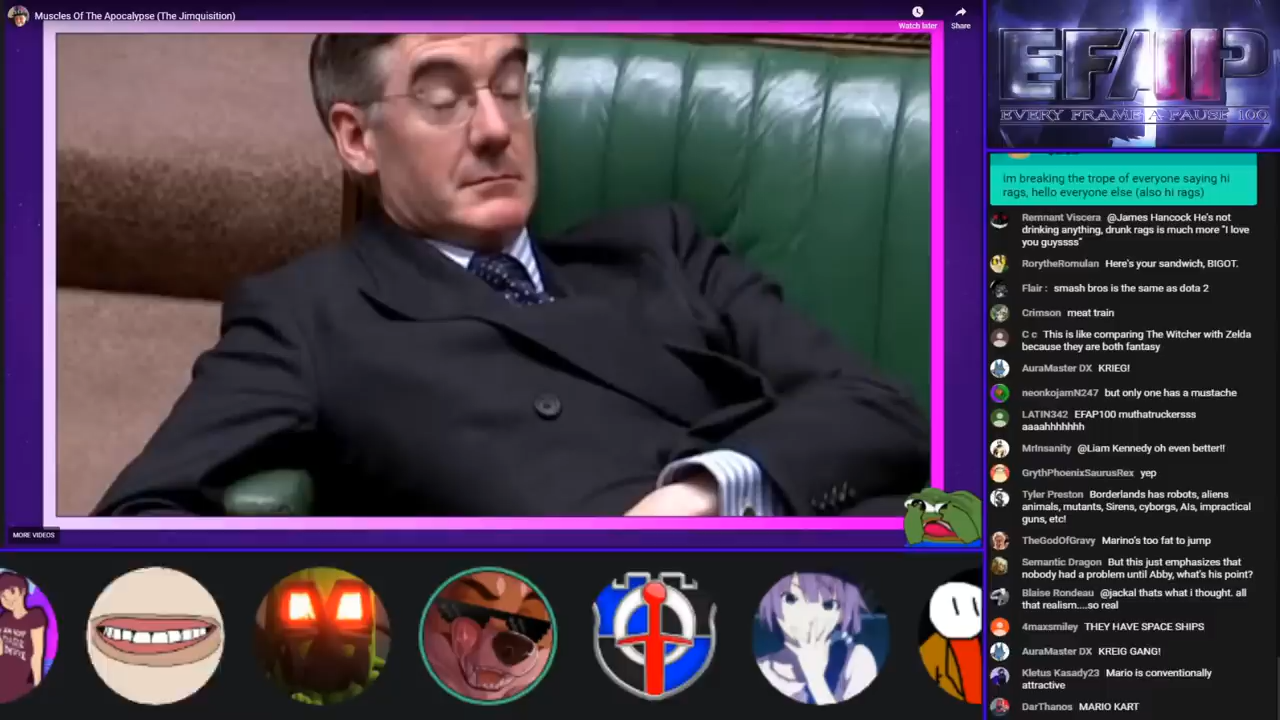 Muscles Of The Apocalypse (The Jimquisition)
Watch later
Share
MORE VIDEOS
EFAP
EVERY FRAME A PAUSE 100
im breaking the trope of everyone saying hi
rags, hello everyone else (also hi rags)
Remnant Viscera @James Hancock He's not
drinking anything, drunk rags is much more "I love
you guyssss"
RorytheRomulan Here's your sandwich, BIGOT.
Flair : smash bros is the same as dota 2
Crimson meat train
C c This is like comparing The Witcher with Zelda
because they are both fantasy
AuraMaster DX KRIEG!
neonkojamN247 but only one has a mustache
LATIN342 EFAP100 muthatruckersss
aaaahhhhhhh
MrInsanity @Liam Kennedy oh even better!!
GrythPhoenixSaurusRex yep
Tyler Preston Borderlands has robots, aliens
animals, mutants, Sirens, cyborgs, AIs, impractical
guns, etc!
TheGodOfGravy Marino's too fat to jump
Semantic Dragon But this just emphasizes that
nobody had a problem until Abby, what's his point?
Blaise Rondeau @jackal thats what i thought. all
that realism....so real
4maxsmiley THEY HAVE SPACE SHIPS
AuraMaster DX KREIG GANG!
Kletus Kasady23 Mario is conventionally
attractive
DarThanos MARIO KART